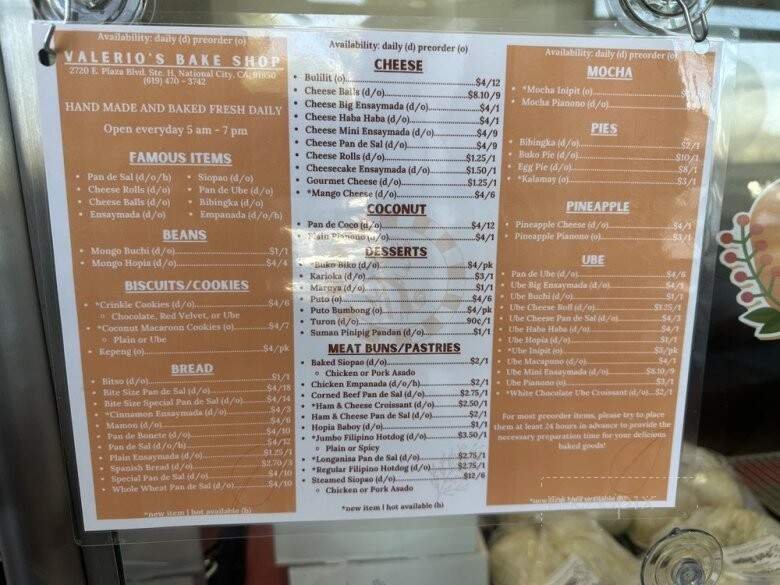 Availability: daily (d) preorder (o)
VALERIO'S BAKE SHOP
2720 E. Plaza Blvd. Ste. H, National City, CA, 91950
(619) 470 - 3742
HAND MADE AND BAKED FRESH DAILY
Open everyday 5 am - 7 pm
FAMOUS ITEMS
• Pan de Sal (d/o/h)
• Cheese Rolls (d/o)
• Cheese Balls (d/o)
• Ensaymada (d/o)
• Siopao (d/o)
• Pan de Ube (d/o)
• Bibingka (d/o)
• Empanada (d/o/h)
BEANS
• Mongo Buchi (d/o) $1/1
• Mongo Hopia (d/o) $4/4
BISCUITS/COOKIES
• *Crinkle Cookies (d/o) $4/6
◦ Chocolate, Red Velvet, or Ube
• *Coconut Macaroon Cookies (o) $4/7
◦ Plain or Ube
• Kepeng (o) $4/pk
BREAD
• Bitso (d/o) $1/1
• Bite Size Pan de Sal (d/o) $4/18
• Bite Size Special Pan de Sal (d/o) $4/14
• *Cinnamon Ensaymada (d/o) $4/3
• Mamon (d/o) $4/6
• Pan de Bonete (d/o) $4/10
• Pan de Sal (d/o/h) $4/12
• Plain Ensaymada (d/o) $1.25/1
• Spanish Bread (d/o) $2.70/3
• Special Pan de Sal (d/o) $4/10
• Whole Wheat Pan de Sal (d/o) $4/10
*new item | hot available (h)
Availability: daily (d) preorder (o)
CHEESE
• Bulilit (o) $4/12
• Cheese Balls (d/o) $8.10/9
• Cheese Big Ensaymada (d/o) $4/1
• Cheese Haba Haba (d/o) $4/1
• Cheese Mini Ensaymada (d/o) $4/9
• Cheese Pan de Sal (d/o) $4/9
• Cheese Rolls (d/o) $1.25/1
• Cheesecake Ensaymada (d/o) $1.50/1
• Gourmet Cheese (d/o) $1.25/1
• *Mango Cheese (d/o) $4/6
COCONUT
• Pan de Coco (d/o) $4/12
• Plain Pianono (d/o) $4/1
DESSERTS
• *Buko Biko (d/o) $4/pk
• Karioka (d/o) $3/1
• Maruya (d/o) $1/1
• Puto (o) $4/6
• Puto Bumbong (o) $4/pk
• Turon (d/o) 90¢/1
• Suman Pinipig Pandan (d/o) $1/1
MEAT BUNS/PASTRIES
• Baked Siopao (d/o) $2/1
◦ Chicken or Pork Asado
• Chicken Empanada (d/o/h) $2/1
• Corned Beef Pan de Sal (d/o) $2.75/1
• *Ham & Cheese Croissant (d/o) $2.50/1
• Ham & Cheese Pan de Sal (d/o) $2/1
• Hopia Baboy (d/o) $1/1
• *Jumbo Filipino Hotdog (d/o) $3.50/1
◦ Plain or Spicy
• *Longanisa Pan de Sal (d/o) $2.75/1
• *Regular Filipino Hotdog (d/o) $2.75/1
• Steamed Siopao (d/o) $12/6
◦ Chicken or Pork Asado
*new item | hot available (h)
Availability: daily (d) preorder (o)
MOCHA
• *Mocha Inipit (o)
• Mocha Pianono (d/o)
PIES
• Bibingka (d/o) $2/1
• Buko Pie (d/o) $10/1
• Egg Pie (d/o) $8/1
• *Kalamay (o) $3/1
PINEAPPLE
• Pineapple Cheese (d/o) $4/1
• Pineapple Pianono (o) $3/1
UBE
• Pan de Ube (d/o) $4/6
• Ube Big Ensaymada (d/o) $4/1
• Ube Buchi (d/o) $1/1
• Ube Cheese Roll (d/o) $1.25/1
• Ube Cheese Pan de Sal (d/o) $4/3
• Ube Haba Haba (d/o) $4/1
• Ube Hopia (d/o) $1/1
• *Ube Inipit (o) $5/pk
• Ube Macapuno (d/o) $4/1
• Ube Mini Ensaymada (d/o) $8.10/9
• Ube Pianono (o) $3/1
• *White Chocolate Ube Croissant (d/o) $2/1
For most preorder items, please try to place
them at least 24 hours in advance to provide the
necessary preparation time for your delicious
baked goods!
*new item | hot available (h)